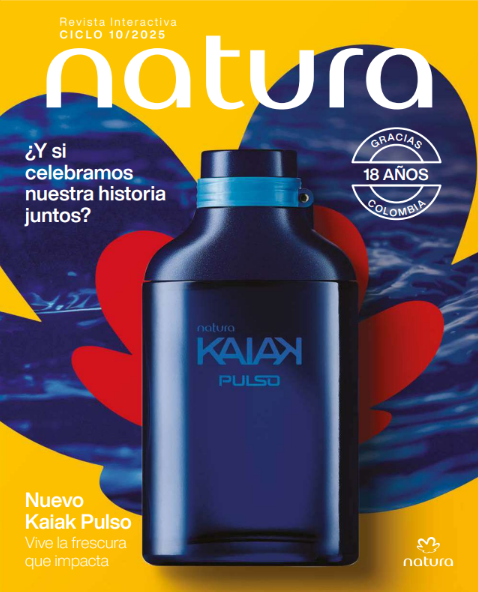 Revista Interactiva
CICLO 10/2025
natura
¿Y si
celebramos
nuestra historia
juntos?
GRACIAS
18 AÑOS
COLOMBIA
natura
KAIAK
PULSO
Nuevo
Kaiak Pulso
Vive la frescura
que impacta
natura